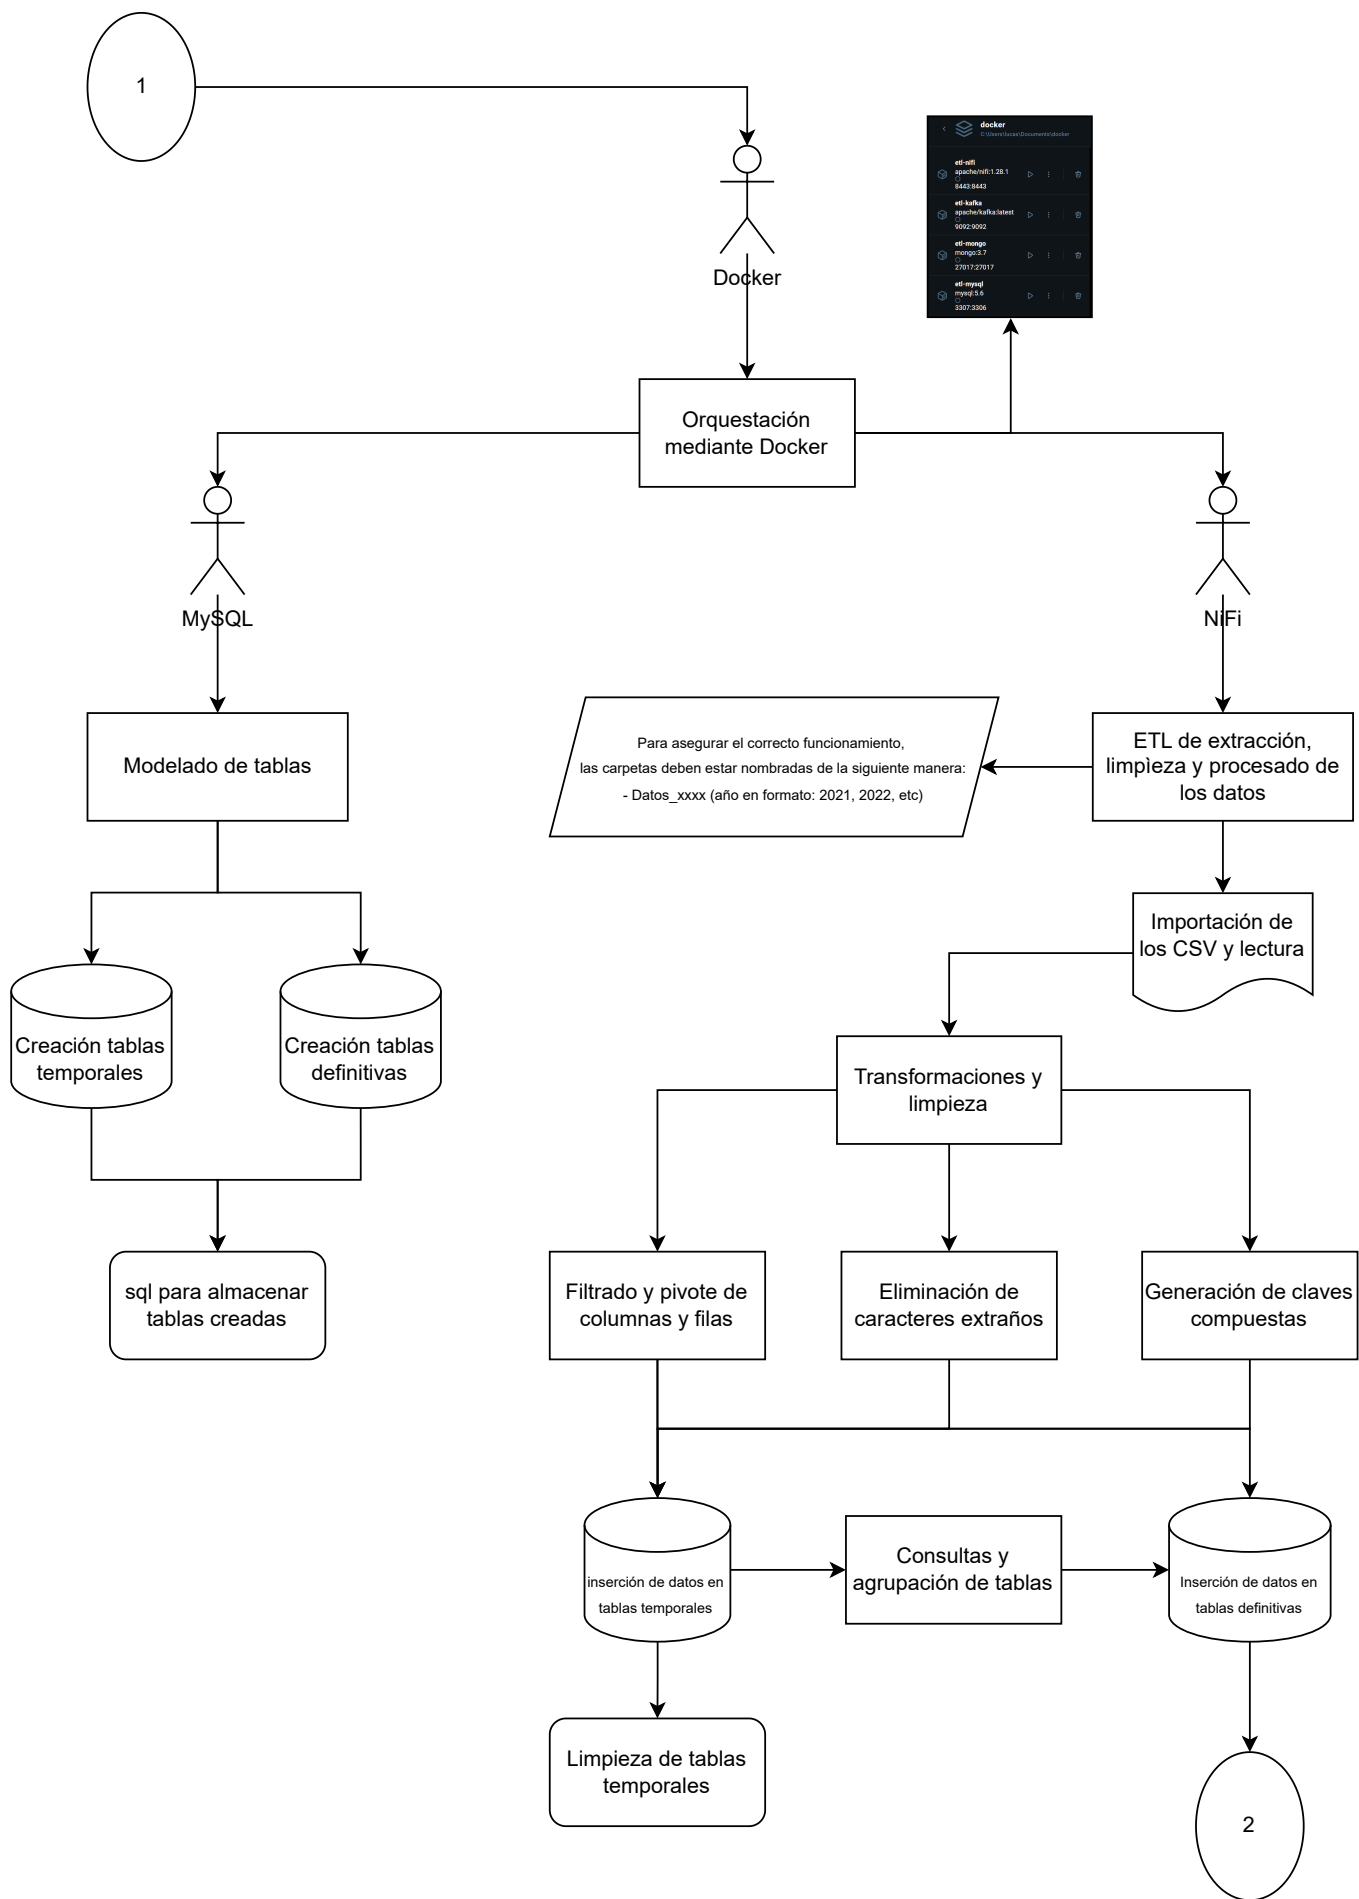 1
docker
C:\Users\lucas\Documents\docker
etl-nifi
apache/nifi:1.28.1
8443:8443
etl-kafka
apache/kafka:latest
9092:9092
etl-mongo
mongo:3.7
27017:27017
etl-mysql
mysql:5.6
3307:3306
Docker
Orquestación
mediante Docker
MySQL
NiFi
Modelado de tablas
Para asegurar el correcto funcionamiento,
las carpetas deben estar nombradas de la siguiente manera:
- Datos_xxxx (año en formato: 2021, 2022, etc)
ETL de extracción,
limpìeza y procesado de
los datos
Importación de
los CSV y lectura
Creación tablas
temporales
Creación tablas
definitivas
Transformaciones y
limpieza
sql para almacenar
tablas creadas
Filtrado y pivote de
columnas y filas
Eliminación de
caracteres extraños
Generación de claves
compuestas
inserción de datos en
tablas temporales
Consultas y
agrupación de tablas
Inserción de datos en
tablas definitivas
Limpieza de tablas
temporales
2